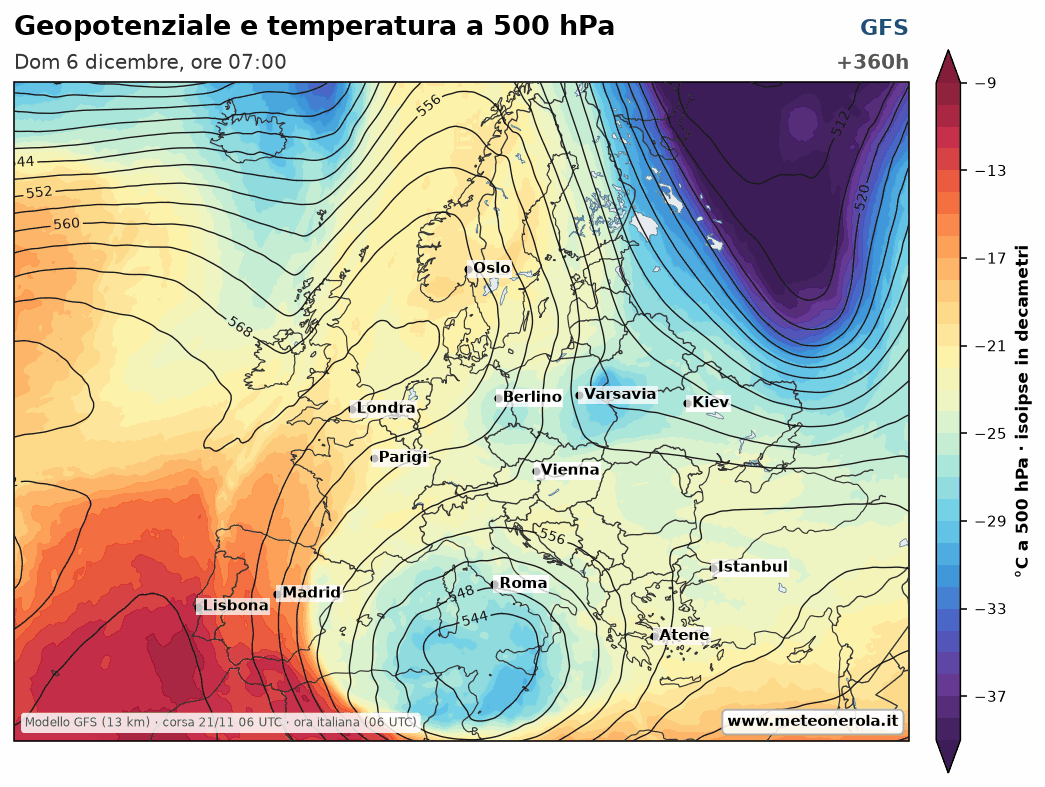 Geopotenziale e temperatura a 500 hPa
GFS
Dom 6 dicembre, ore 07:00
+360h
556
512
44
552
520
560
568
Oslo
Berlino
Varsavia
Kiev
Londra
Parigi
Vienna
2
556
Istanbul
Roma
Madrid
548
Lisbona
544
Atene
Modello GFS (13 km) · corsa 21/11 06 UTC · ora italiana (06 UTC)
www.meteonerola.it
−9
−13
−17
−21
−25
−29
−33
−37
°C a 500 hPa · isoipse in decametri